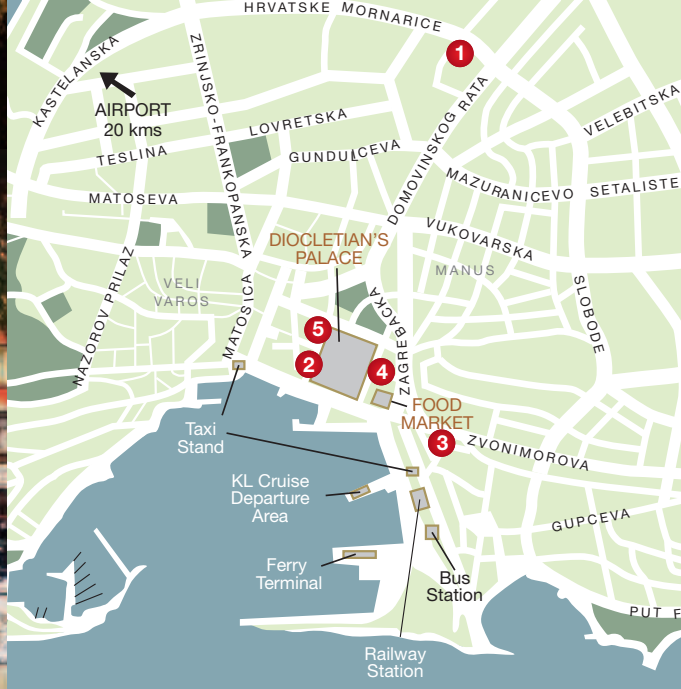 HRVATSKE MORNARICE
1
KASTELANSKA
ZRINJSKO-FRANKOPANSKA
AIRPORT
20 kms
DOMOVINSKOG RATA
VELEBITSKA
LOVRETSKA
TESLINA
GUNDULCEVA
MAZURANICEVO SETALISTE
MATOSEVA
VUKOVARSKA
DIOCLETIAN'S
PALACE
MANUS
VELI
VAROS
NAZOROV PRILAZ
MATOSICA
ZAGREBACKA
SLOBODE
5
2
4
FOOD
MARKET
3
ZVONIMOROVA
Taxi
Stand
KL Cruise
Departure
Area
GUPCEVA
Ferry
Terminal
Bus
Station
PUT F
Railway
Station